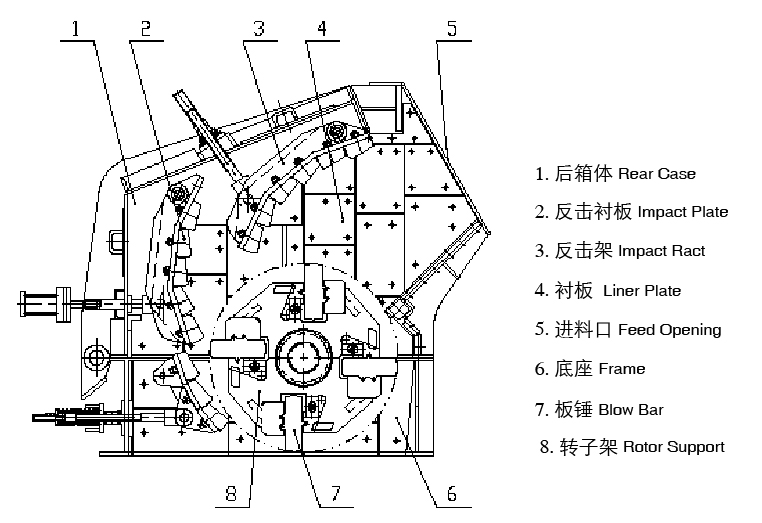 1 2 3 4 5
1. 后箱体 Rear Case
2. 反击衬板 Impact Plate
3. 反击架 Impact Ract
4. 衬板 Liner Plate
5. 进料口 Feed Opening
6. 底座 Frame
7. 板锤 Blow Bar
8. 转子架 Rotor Support
8 7 6